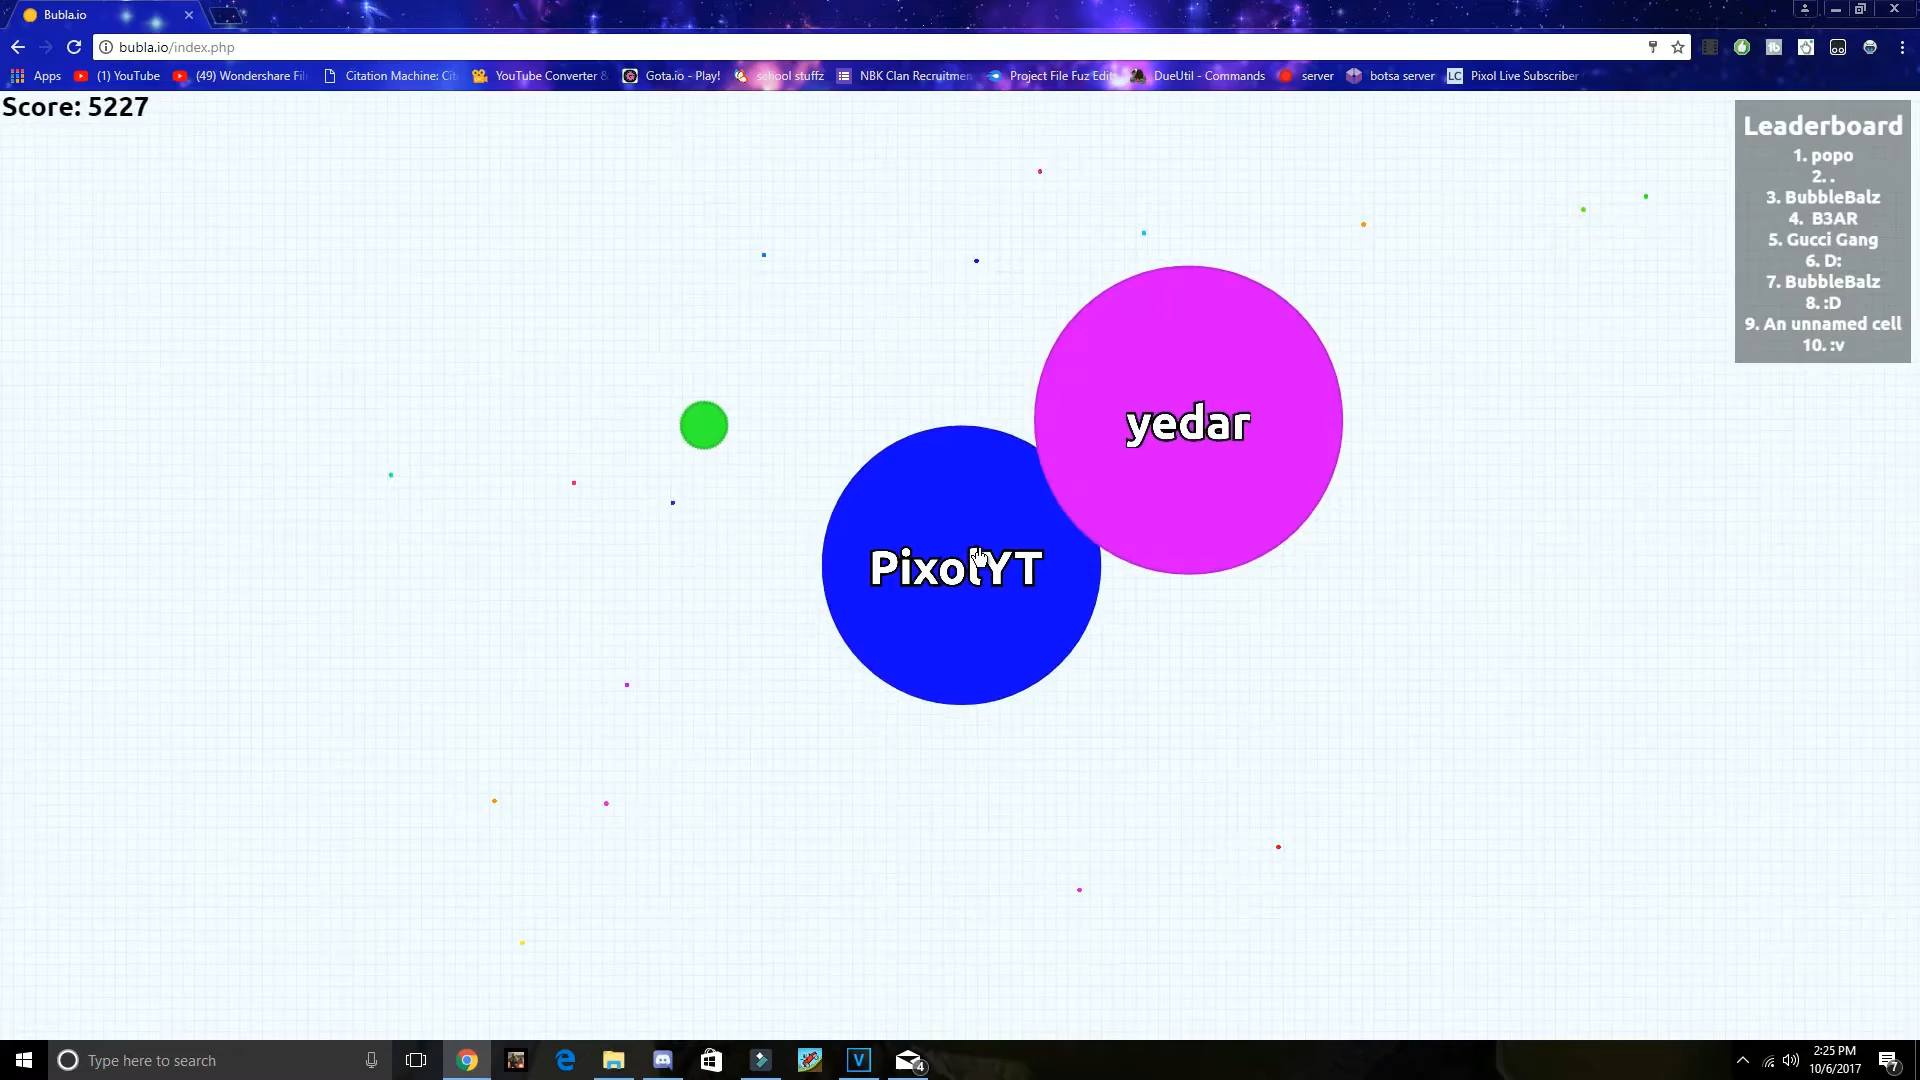 Bubla.io
bubla.io/index.php
Apps
(1) YouTube
(49) Wondershare Fil
Citation Machine: Cit
YouTube Converter &
Gota.io - Play!
school stuffz
NBK Clan Recruitmen
Project File Fuz Edit
DueUtil - Commands
server
botsa server
LC
Pixol Live Subscriber
Score: 5227
Leaderboard
1. popo
2. .
3. BubbleBalz
4. B3AR
5. Gucci Gang
6. D:
7. BubbleBalz
8. :D
9. An unnamed cell
10. :v
yedar
PixolYT
Type here to search
V
4
2:25 PM
10/6/2017
7